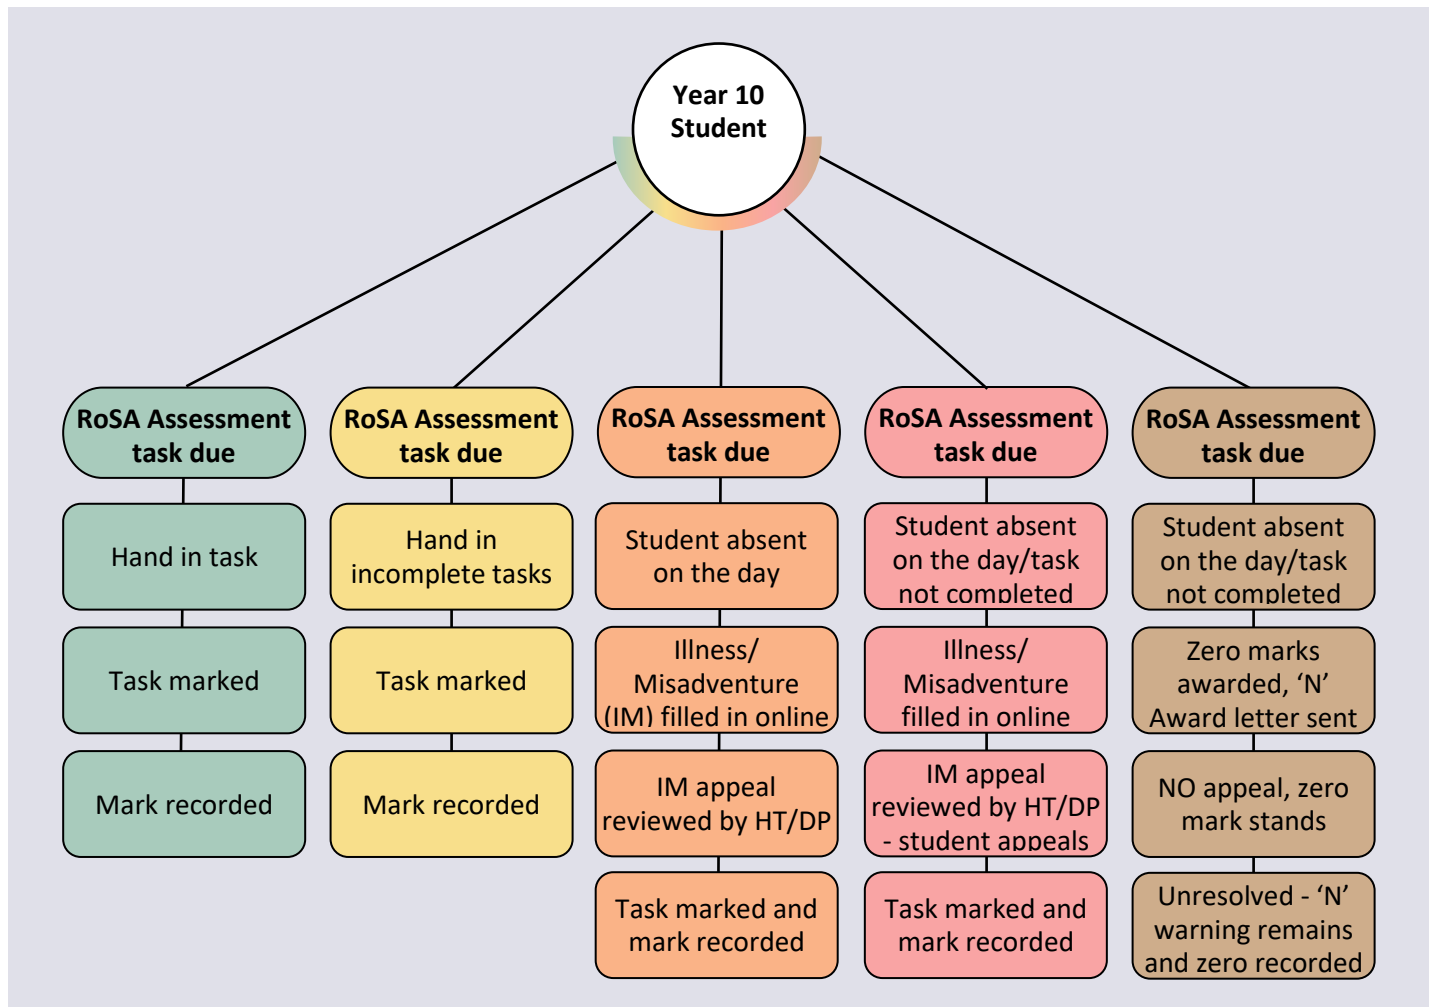 Year 10
Student
RoSA Assessment
task due
Hand in task
Task marked
Mark recorded
RoSA Assessment
task due
Hand in
incomplete tasks
Task marked
Mark recorded
RoSA Assessment
task due
Student absent
on the day
Illness/
Misadventure
(IM) filled in online
IM appeal
reviewed by HT/DP
Task marked and
mark recorded
RoSA Assessment
task due
Student absent
on the day/task
not completed
Illness/
Misadventure
filled in online
IM appeal
reviewed by HT/DP
- student appeals
Task marked and
mark recorded
RoSA Assessment
task due
Student absent
on the day/task
not completed
Zero marks
awarded, ‘N’
Award letter sent
NO appeal, zero
mark stands
Unresolved - ‘N’
warning remains
and zero recorded